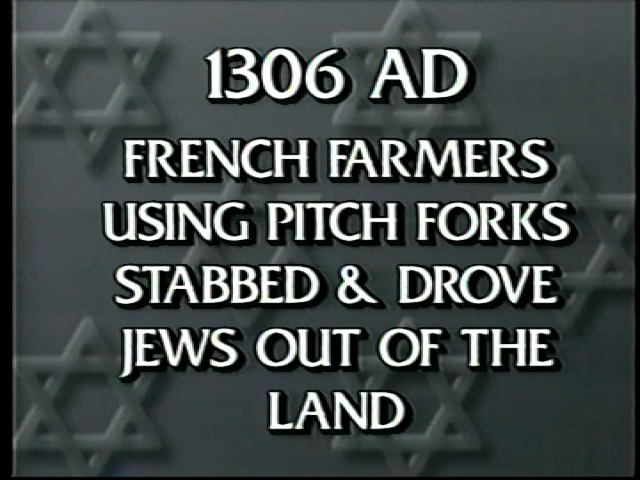 1306 AD
FRENCH FARMERS
USING PITCH FORKS
STABBED & DROVE
JEWS OUT OF THE
LAND